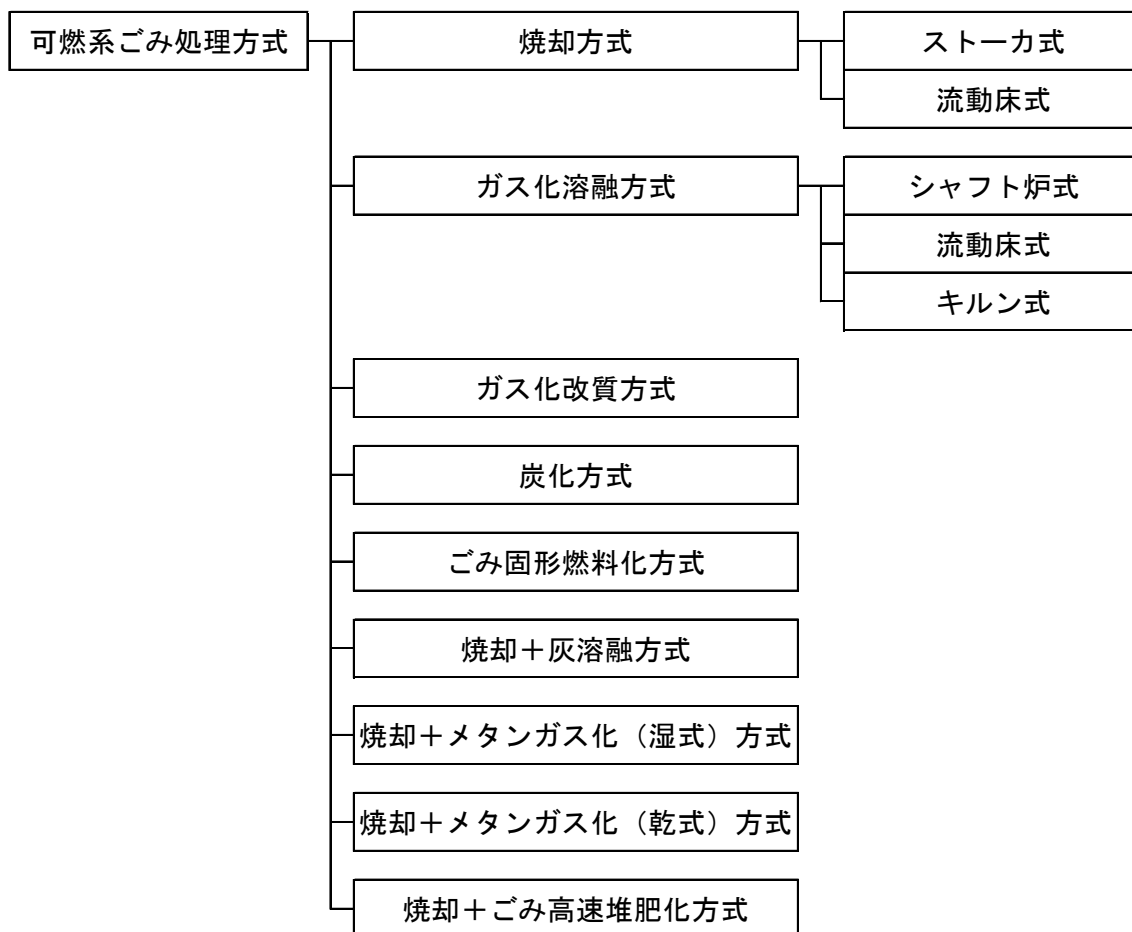 可燃系ごみ処理方式
焼却方式
ストーカ式
流動床式
ガス化溶融方式
シャフト炉式
流動床式
キルン式
ガス化改質方式
炭化方式
ごみ固形燃料化方式
焼却＋灰溶融方式
焼却＋メタンガス化（湿式）方式
焼却＋メタンガス化（乾式）方式
焼却＋ごみ高速堆肥化方式